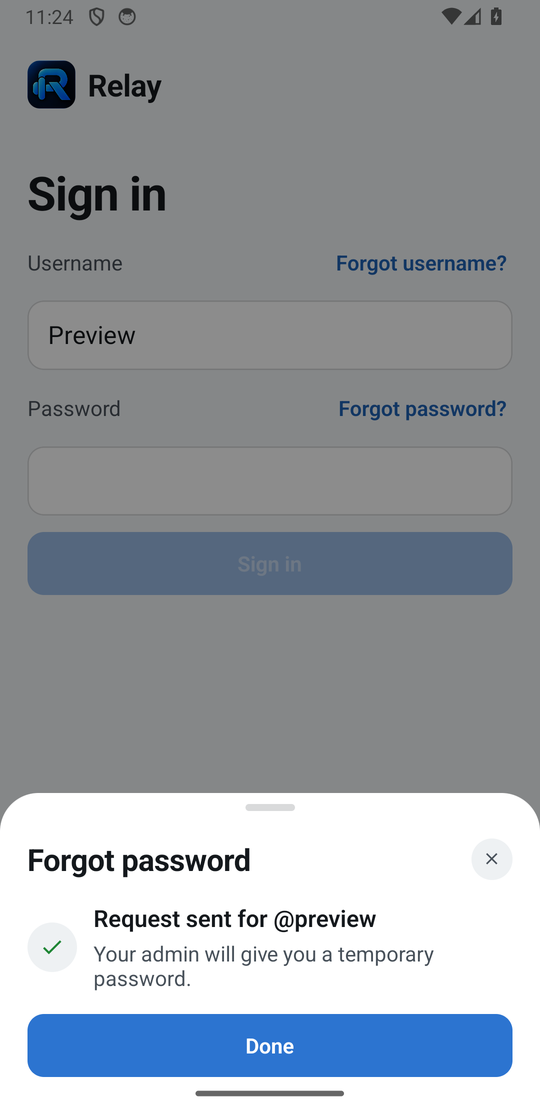 11:24
Relay
Sign in
Username
Forgot username?
Preview
Password
Forgot password?
Sign in
Forgot password
Request sent for @preview
Your admin will give you a temporary
password.
Done